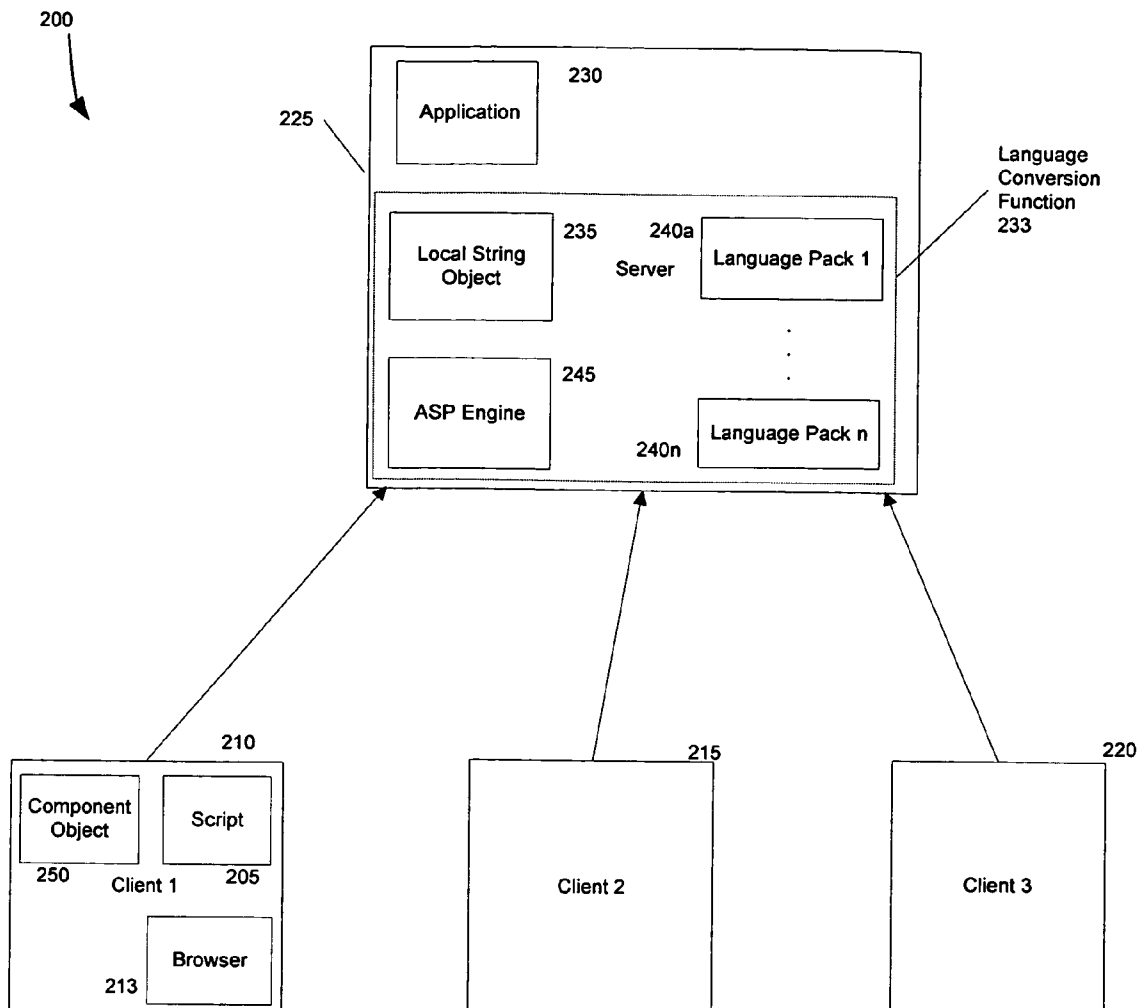 200
230
Application
225
Language
Conversion
Function
233
235
240a
Local String
Object
Server
Language Pack 1
.
.
.
245
ASP Engine
Language Pack n
240n
210
215
220
Component
Object
Script
250
205
Client 1
Client 2
Client 3
Browser
213